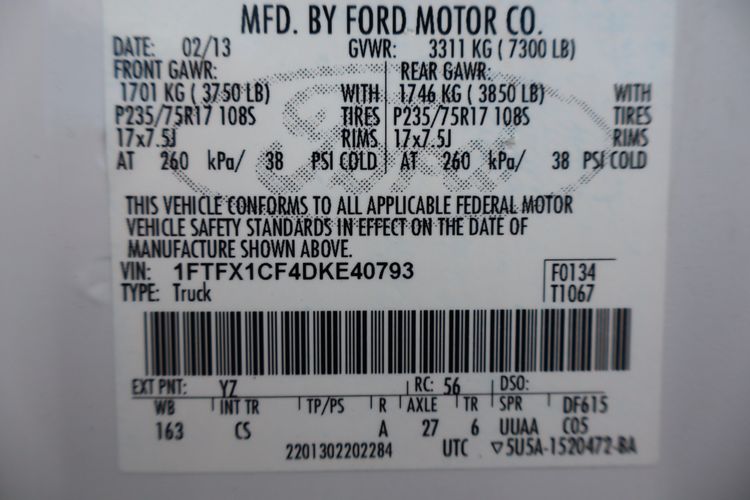 MFD. BY FORD MOTOR CO.
DATE: 02/13 GVWR: 3311 KG ( 7300 LB)
FRONT GAWR: REAR GAWR:
1701 KG ( 3750 LB) WITH 1746 KG ( 3850 LB) WITH
P235/75R17 108S TIRES P235/75R17 108S TIRES
17x7.5J RIMS 17x7.5J RIMS
AT 260 kPa/ 38 PSI COLD AT 260 kPa/ 38 PSI COLD
Ford
THIS VEHICLE CONFORMS TO ALL APPLICABLE FEDERAL MOTOR
VEHICLE SAFETY STANDARDS IN EFFECT ON THE DATE OF
MANUFACTURE SHOWN ABOVE.
VIN: 1FTFX1CF4DKE40793 F0134
TYPE: Truck T1067
EXT PNT: YZ RC: 56 DSO:
WB INT TR TP/PS R AXLE TR SPR DF615
163 CS A 27 6 UUAA C05
2201302202284 UTC ▽5U5A-1520472-BA